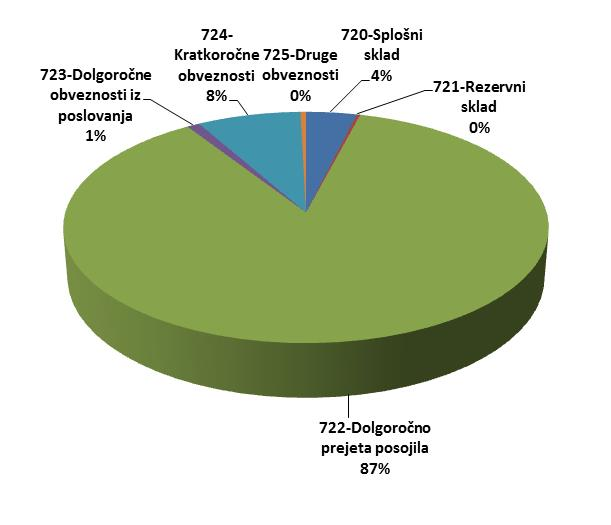 724-
Kratkoročne
obveznosti
8%
725-Druge
obveznosti
0%
720-Splošni
sklad
4%
721-Rezervni
sklad
0%
723-Dolgoročne
obveznosti iz
poslovanja
1%
722-Dolgoročno
prejeta posojila
87%